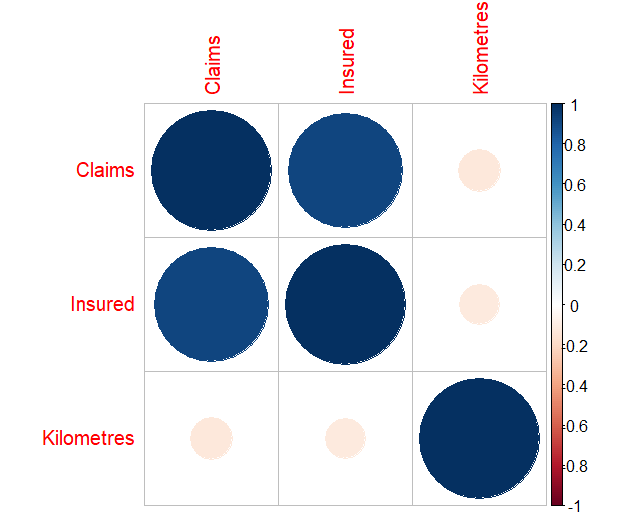 Claims
Insured
Kilometres
Claims
Insured
Kilometres
1
0.8
0.6
0.4
0.2
0
-0.2
-0.4
-0.6
-0.8
-1